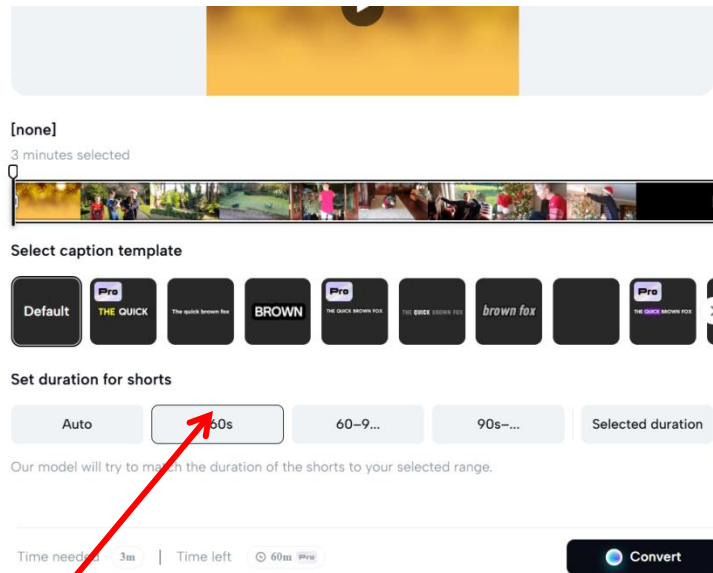 [none]
3 minutes selected
Select caption template
Default
Pro
THE QUICK
The quick brown fox
BROWN
Pro
THE QUICK BROWN FOX
THE QUICK BROWN FOX
brown fox
Pro
THE QUICK BROWN FOX
Set duration for shorts
Auto
60s
60–9...
90s–...
Selected duration
Our model will try to match the duration of the shorts to your selected range.
Time needed 3m | Time left 60m Pro
Convert